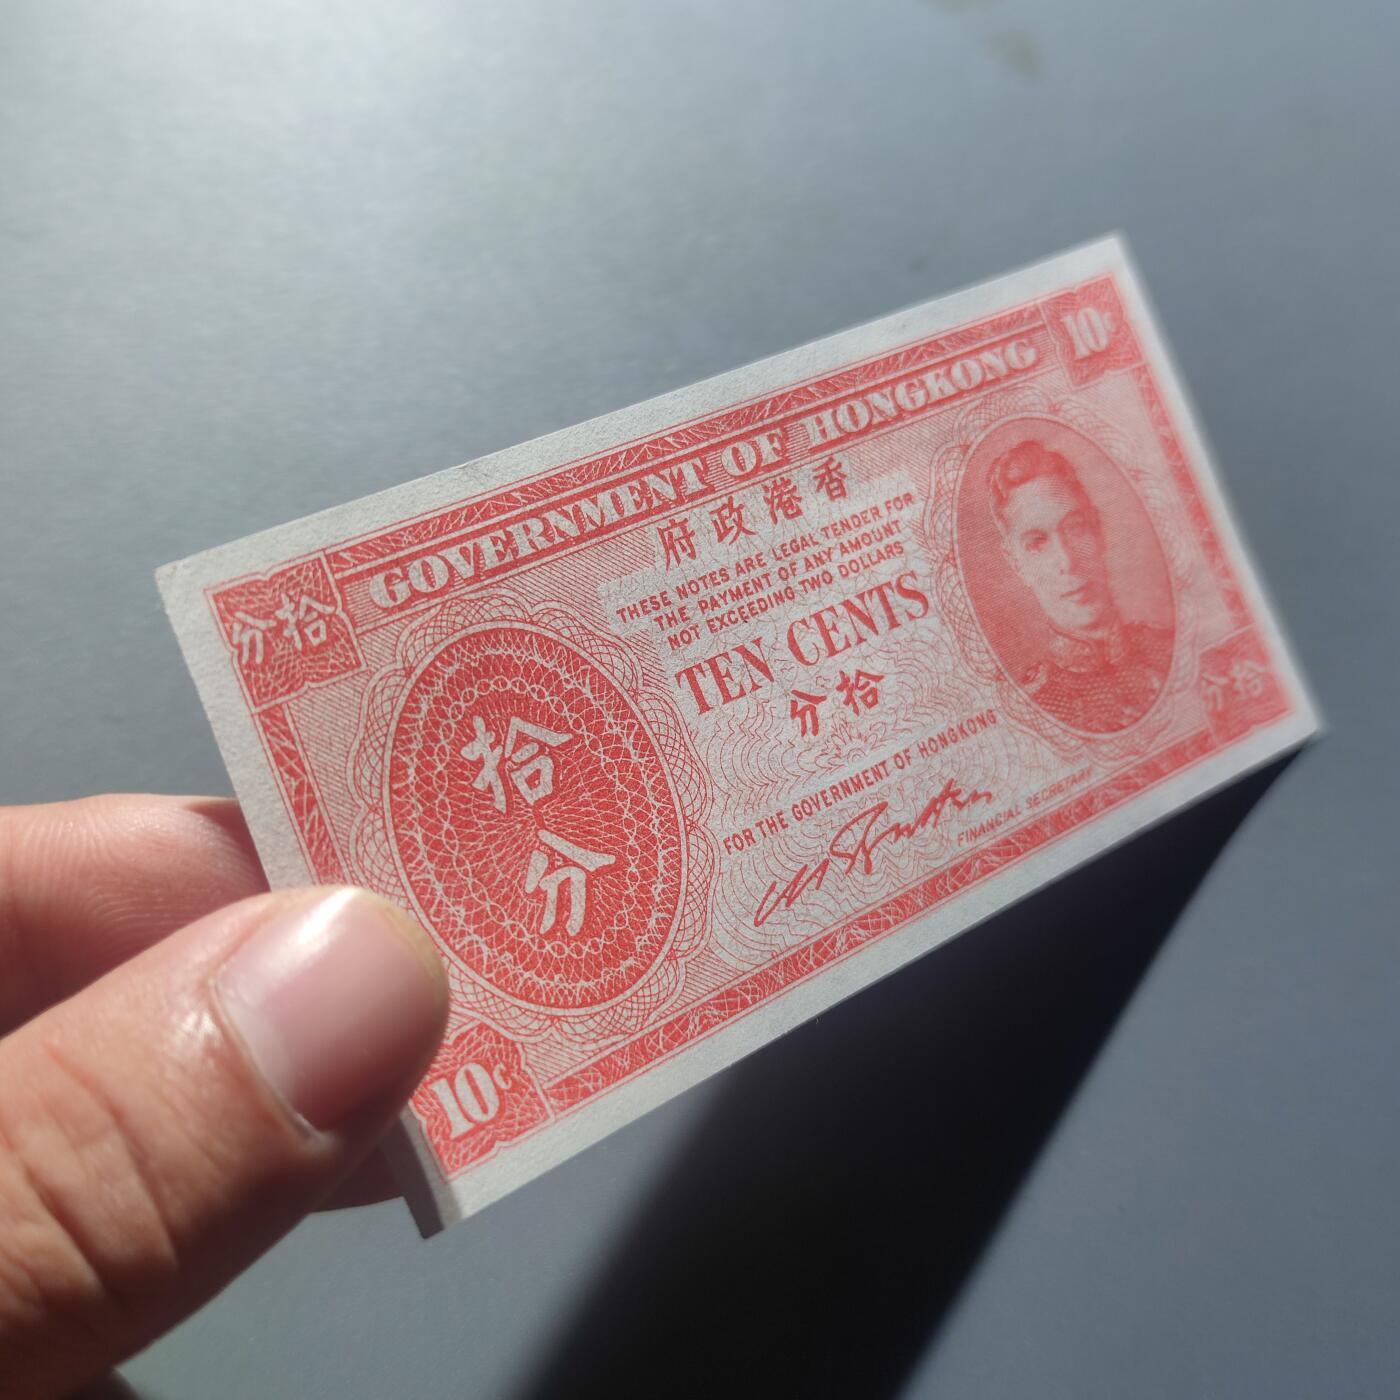 GOVERNMENT OF HONGKONG
10c
分拾
府政港香
THESE NOTES ARE LEGAL TENDER FOR
THE PAYMENT OF ANY AMOUNT
NOT EXCEEDING TWO DOLLARS
TEN CENTS
分拾
拾
分
FOR THE GOVERNMENT OF HONGKONG
FINANCIAL SECRETARY
分拾
10c